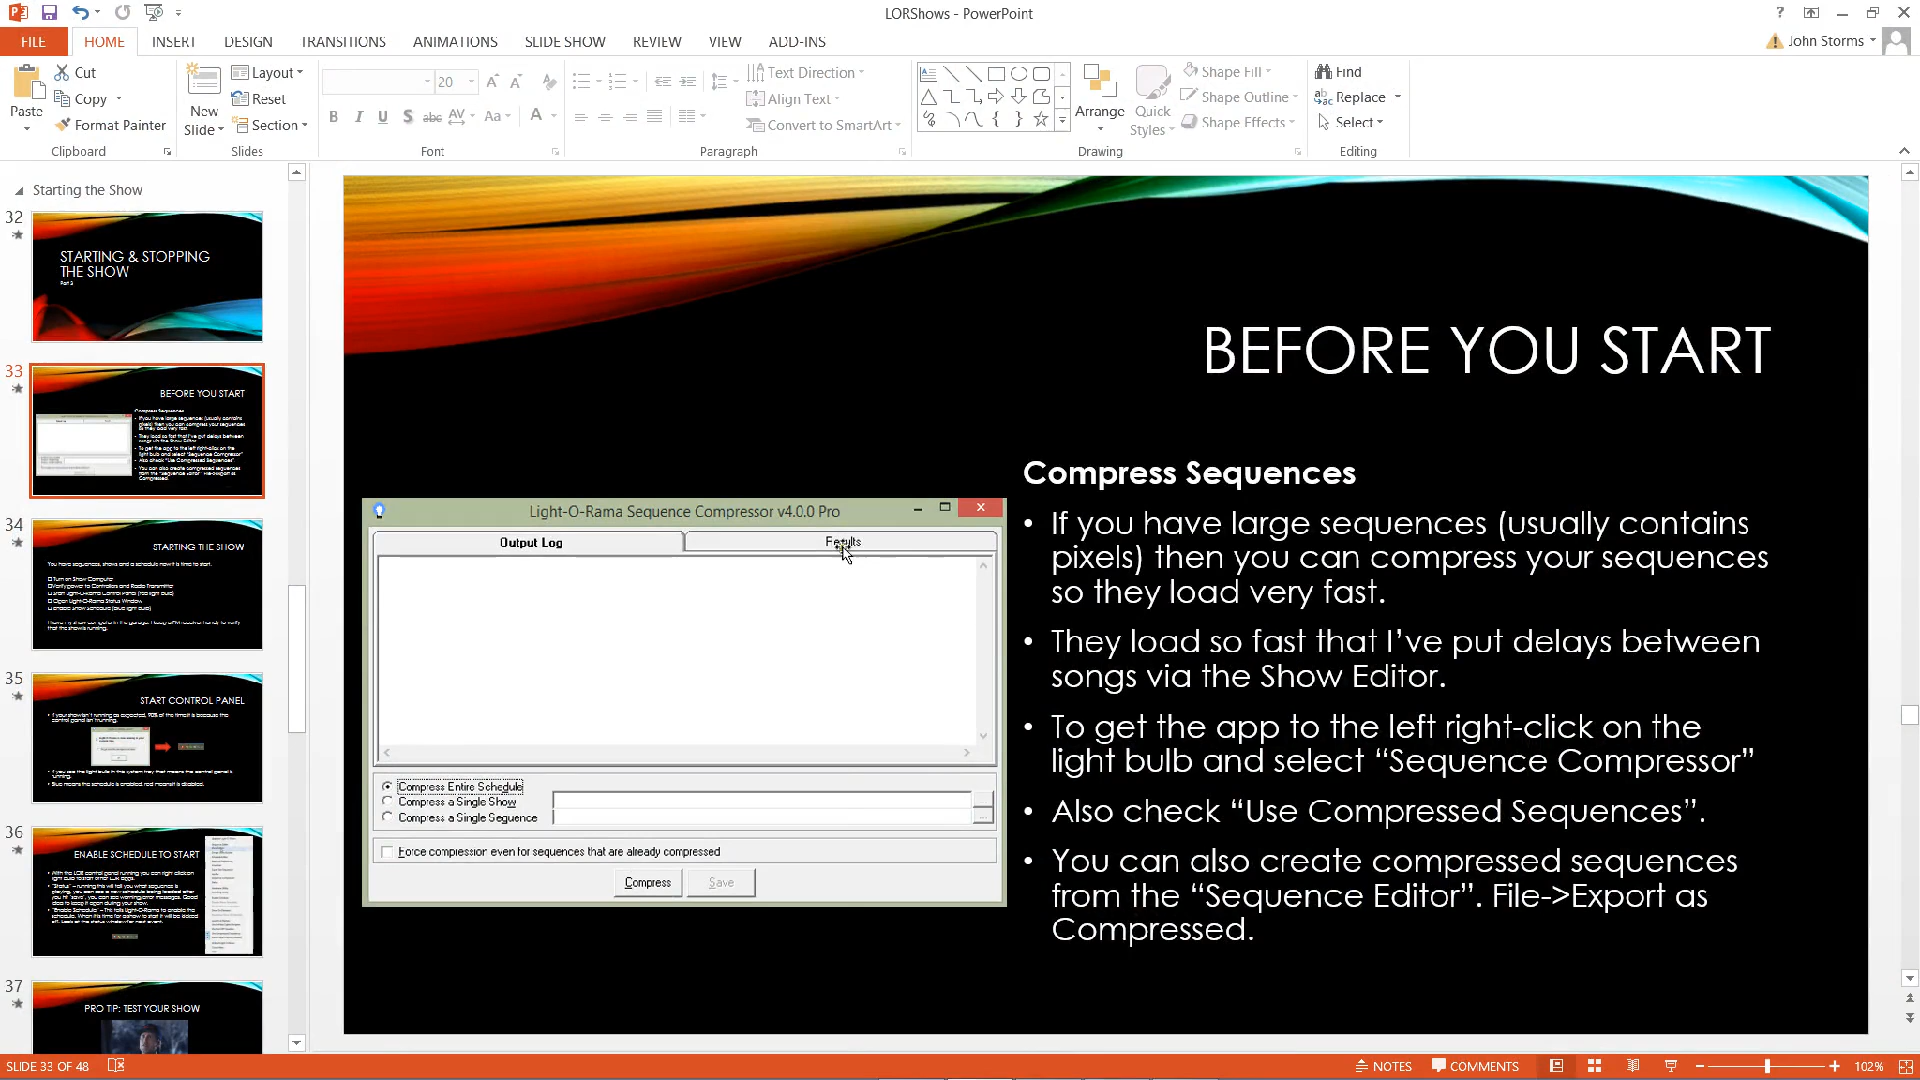 LORShows - PowerPoint
FILE
HOME
INSERT
DESIGN
TRANSITIONS
ANIMATIONS
SLIDE SHOW
REVIEW
VIEW
ADD-INS
John Storms
Paste
Cut
Copy
Format Painter
Clipboard
New
Slide
Layout
Reset
Section
Slides
20
Font
Text Direction
Align Text
Convert to SmartArt
Paragraph
Arrange
Quick
Styles
Shape Fill
Shape Outline
Shape Effects
Drawing
Find
Replace
Select
Editing
Starting the Show
32
STARTING & STOPPING
THE SHOW
Part 3
33
BEFORE YOU START
34
STARTING THE SHOW
35
START CONTROL PANEL
36
ENABLE SCHEDULE TO START
37
PRO TIP: TEST YOUR SHOW
BEFORE YOU START
Light-O-Rama Sequence Compressor v4.0.0 Pro
Output Log
Results
Compress Entire Schedule
Compress a Single Show
Compress a Single Sequence
Force compression even for sequences that are already compressed
Compress
Save
Compress Sequences
• If you have large sequences (usually contains
pixels) then you can compress your sequences
so they load very fast.
• They load so fast that I’ve put delays between
songs via the Show Editor.
• To get the app to the left right-click on the
light bulb and select “Sequence Compressor”
• Also check “Use Compressed Sequences”.
• You can also create compressed sequences
from the “Sequence Editor”. File->Export as
Compressed.
SLIDE 33 OF 48
NOTES
COMMENTS
102%